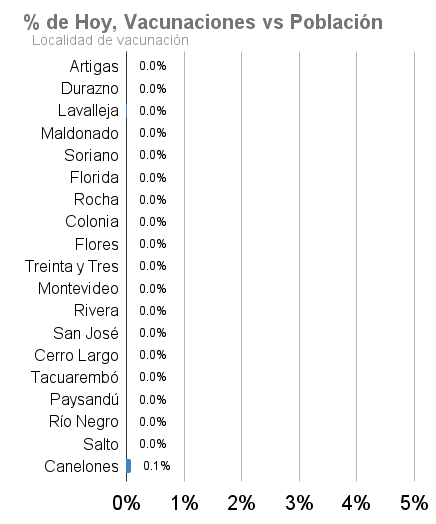 % de Hoy, Vacunaciones vs Población
Localidad de vacunación
Artigas 0.0%
Durazno 0.0%
Lavalleja 0.0%
Maldonado 0.0%
Soriano 0.0%
Florida 0.0%
Rocha 0.0%
Colonia 0.0%
Flores 0.0%
Treinta y Tres 0.0%
Montevideo 0.0%
Rivera 0.0%
San José 0.0%
Cerro Largo 0.0%
Tacuarembó 0.0%
Paysandú 0.0%
Río Negro 0.0%
Salto 0.0%
Canelones 0.1%
0% 1% 2% 3% 4% 5%